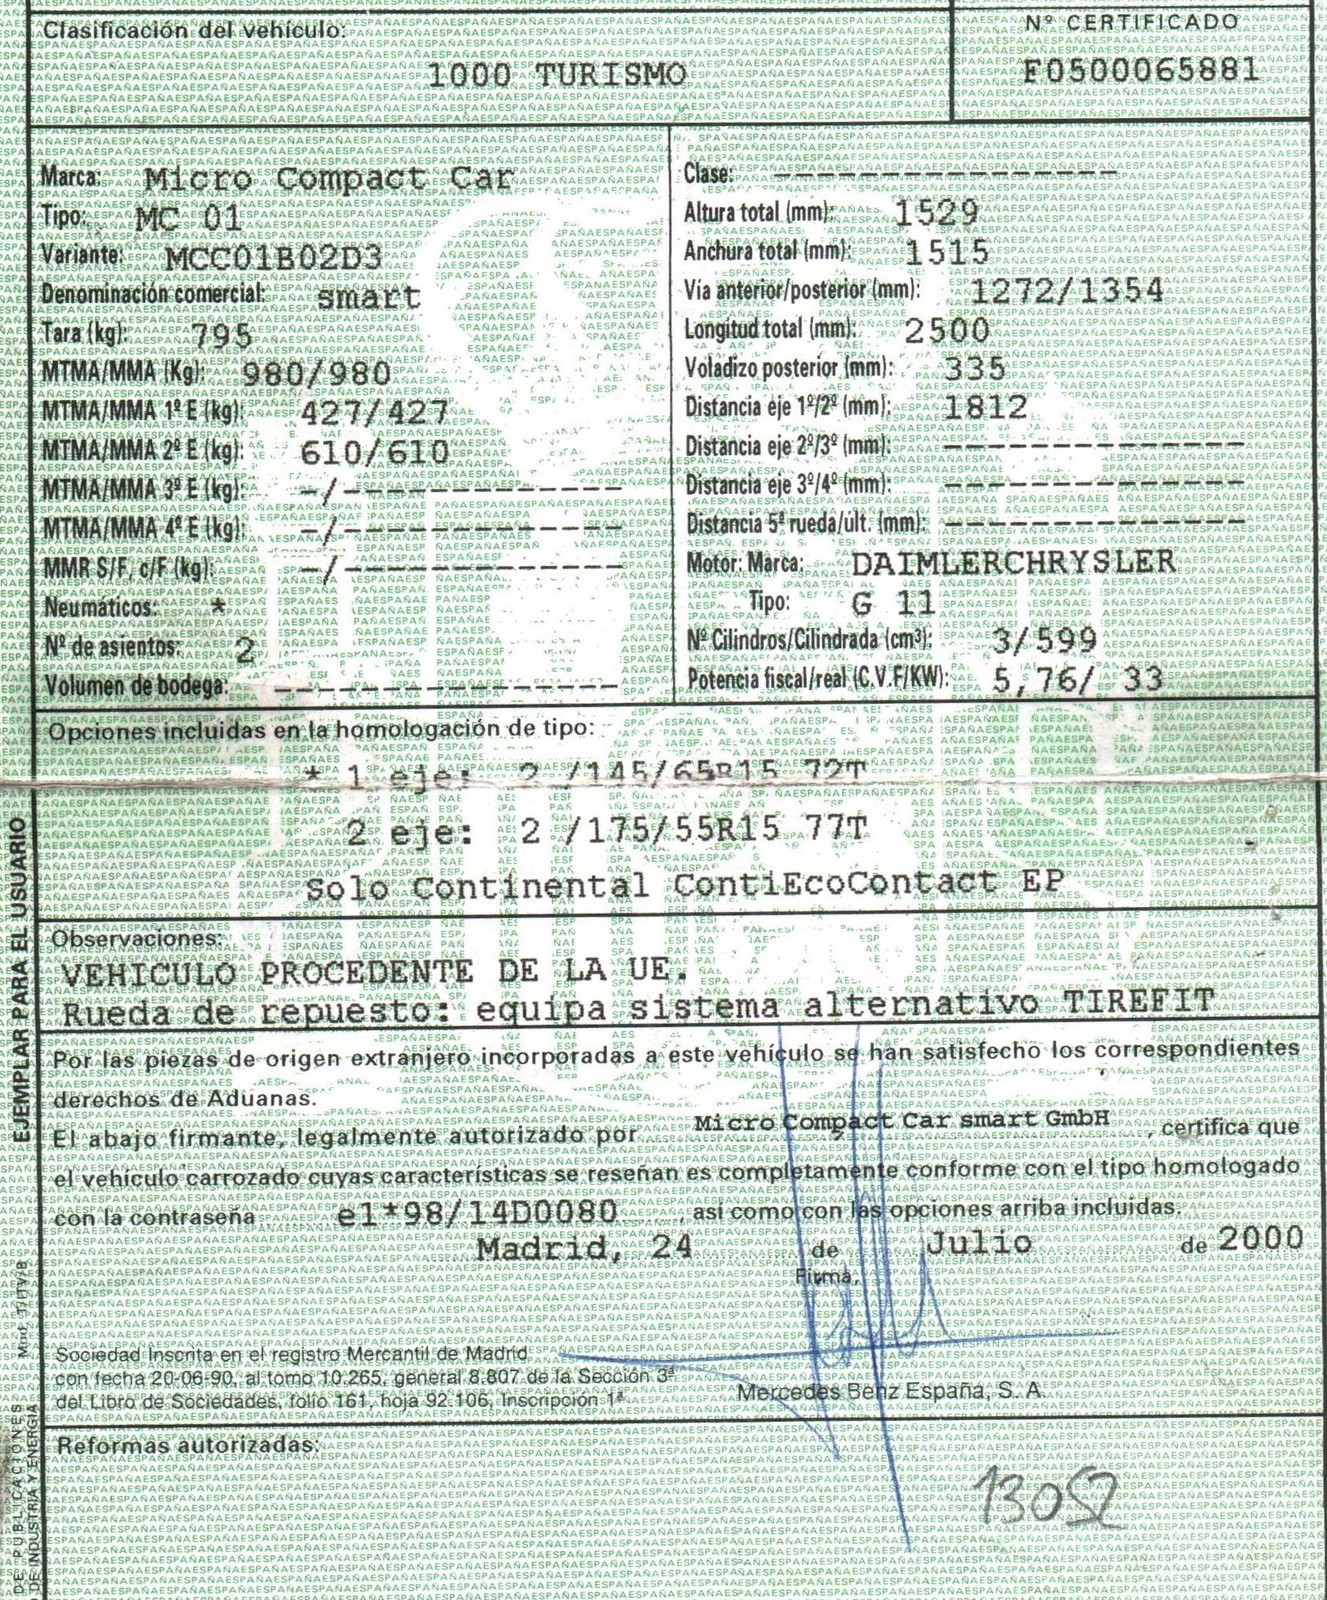 Clasificación del vehículo:
1000 TURISMO
Nº CERTIFICADO
E0500065881
Marca: Micro Compact Car
Tipo: MC 01
Variante: MCC01B02D3
Denominación comercial: smart
Tara (kg): 795
MTMA/MMA (Kg): 980/980
MTMA/MMA 1º E (kg): 427/427
MTMA/MMA 2º E (kg): 610/610
MTMA/MMA 3º E (kg): -/-------------
MTMA/MMA 4º E (kg): -/-------------
MMR S/F, c/F (kg): -/-------------
Neumáticos: *
Nº de asientos: 2
Volumen de bodega: ----------------
Clase: ----------------
Altura total (mm): 1529
Anchura total (mm): 1515
Vía anterior/posterior (mm): 1272/1354
Longitud total (mm): 2500
Voladizo posterior (mm): 335
Distancia eje 1º/2º (mm): 1812
Distancia eje 2º/3º (mm): --------------
Distancia eje 3º/4º (mm): --------------
Distancia 5ª rueda/últ. (mm): --------------
Motor: Marca: DAIMLERCHRYSLER
Tipo: G 11
Nº Cilindros/Cilindrada (cm³): 3/599
Potencia fiscal/real (C.V.F/KW): 5,76/ 33
Opciones incluidas en la homologación de tipo:
* 1 eje: 2 /145/65R15 72T
2 eje: 2 /175/55R15 77T
Solo Continental ContiEcoContact EP
Observaciones:
VEHICULO PROCEDENTE DE LA UE.
Rueda de repuesto: equipa sistema alternativo TIREFIT
Por las piezas de origen extranjero incorporadas a este vehículo se han satisfecho los correspondientes
derechos de Aduanas.
El abajo firmante, legalmente autorizado por Micro Compact Car smart GmbH, certifica que
el vehículo carrozado cuyas características se reseñan es completamente conforme con el tipo homologado
con la contraseña e1*98/14D0080, así como con las opciones arriba incluidas.
Madrid, 24 de Julio de 2000
Firma,
Sociedad Inscrita en el registro Mercantil de Madrid
con fecha 20-06-90, al tomo 10.265, general 8.807 de la Sección 3ª
del Libro de Sociedades, folio 161, hoja 92.106, Inscripción 1ª
Mercedes Benz España, S. A.
Reformas autorizadas:
EJEMPLAR PARA EL USUARIO
DE PUBLICACIONES
DE INDUSTRIA Y ENERGIA